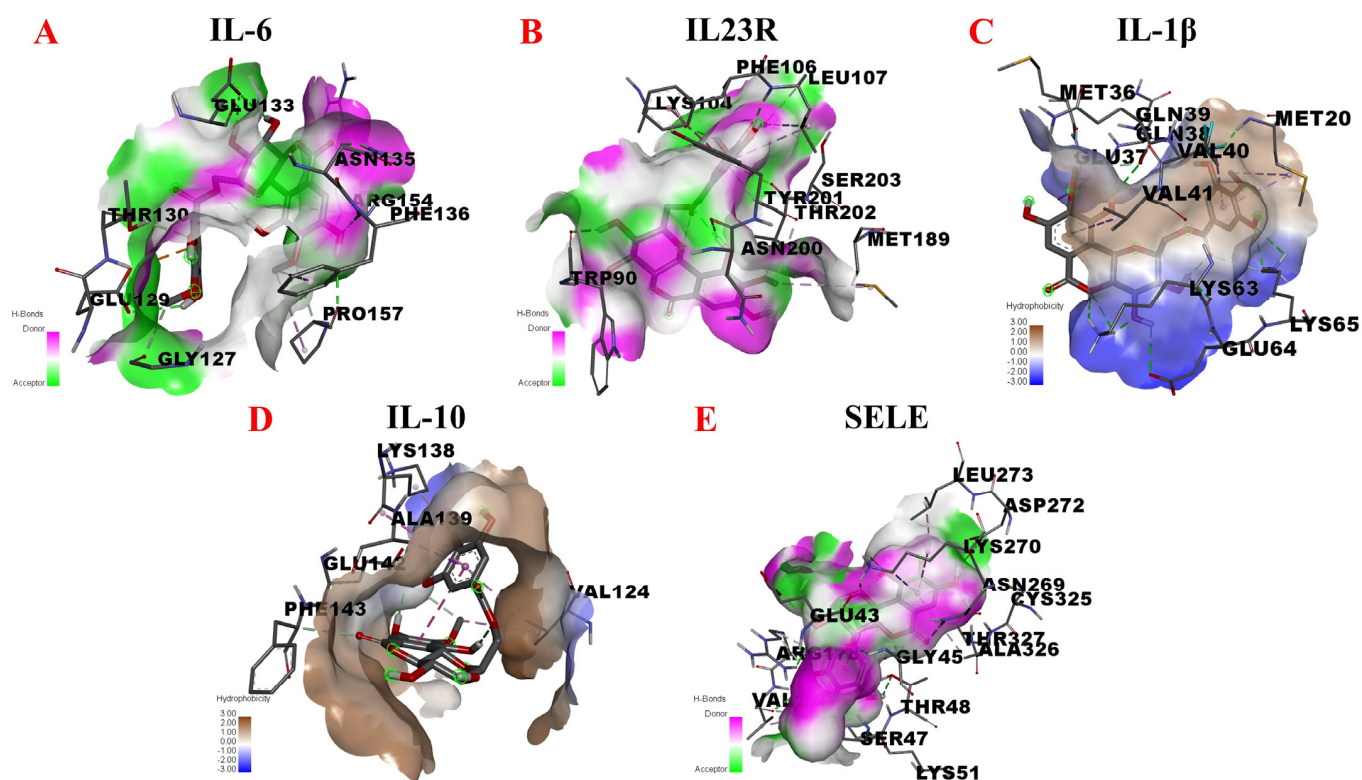 A IL-6
GLU133
ASN135
ARG154
PHE136
THR130
GLU129
PRO157
GLY127
H-Bonds
Donor
Acceptor
B IL23R
PHE106
LEU107
LYS104
SER203
TYR201
THR202
ASN200
MET189
TRP90
H-Bonds
Donor
Acceptor
C IL-1β
MET36
GLN39
GLN38
MET20
GLU37
VAL40
VAL41
LYS63
LYS65
GLU64
Hydrophobicity
3.00
2.00
1.00
0.00
-1.00
-2.00
-3.00
D IL-10
LYS138
ALA139
GLU142
VAL124
PHE143
Hydrophobicity
3.00
2.00
1.00
0.00
-1.00
-2.00
-3.00
E SELE
LEU273
ASP272
LYS270
ASN269
CYS325
GLU43
THR327
GLY45
ALA326
VAL
THR48
SER47
LYS51
H-Bonds
Donor
Acceptor